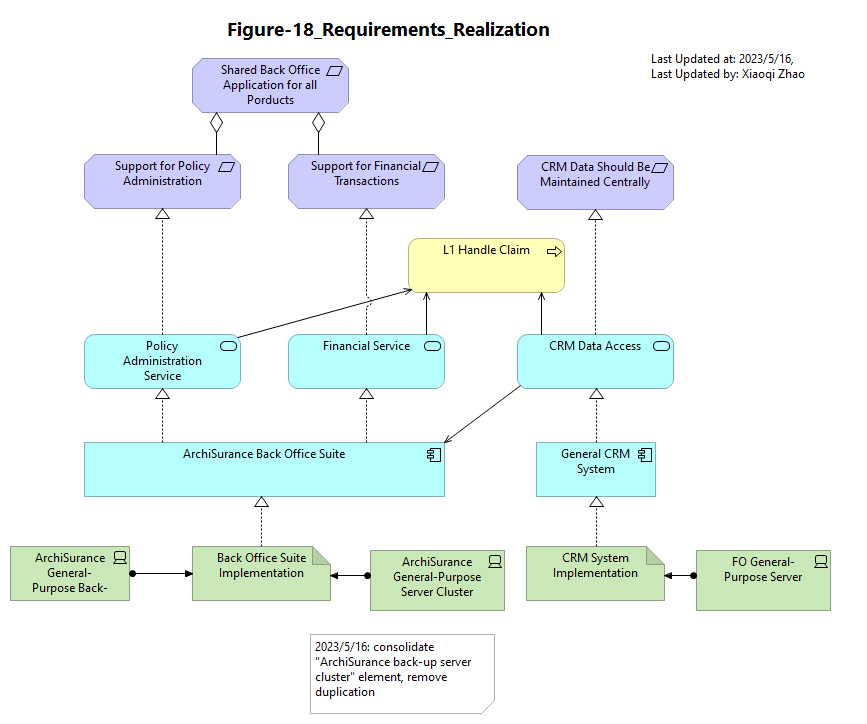 Figure-18_Requirements_Realization
Last Updated at: 2023/5/16,
Last Updated by: Xiaoqi Zhao
Shared Back Office
Application for all
Porducts
Support for Policy
Administration
Support for Financial
Transactions
CRM Data Should Be
Maintained Centrally
L1 Handle Claim
Policy
Administration
Service
Financial Service
CRM Data Access
ArchiSurance Back Office Suite
General CRM
System
ArchiSurance
General-
Purpose Back-
Back Office Suite
Implementation
ArchiSurance
General-Purpose
Server Cluster
CRM System
Implementation
FO General-
Purpose Server
2023/5/16: consolidate
"ArchiSurance back-up server
cluster" element, remove
duplication